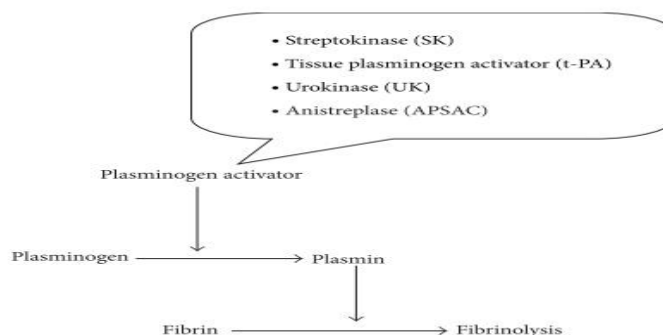 • Streptokinase (SK)
• Tissue plasminogen activator (t-PA)
• Urokinase (UK)
• Anistreplase (APSAC)
Plasminogen activator
Plasminogen Plasmin
Fibrin Fibrinolysis